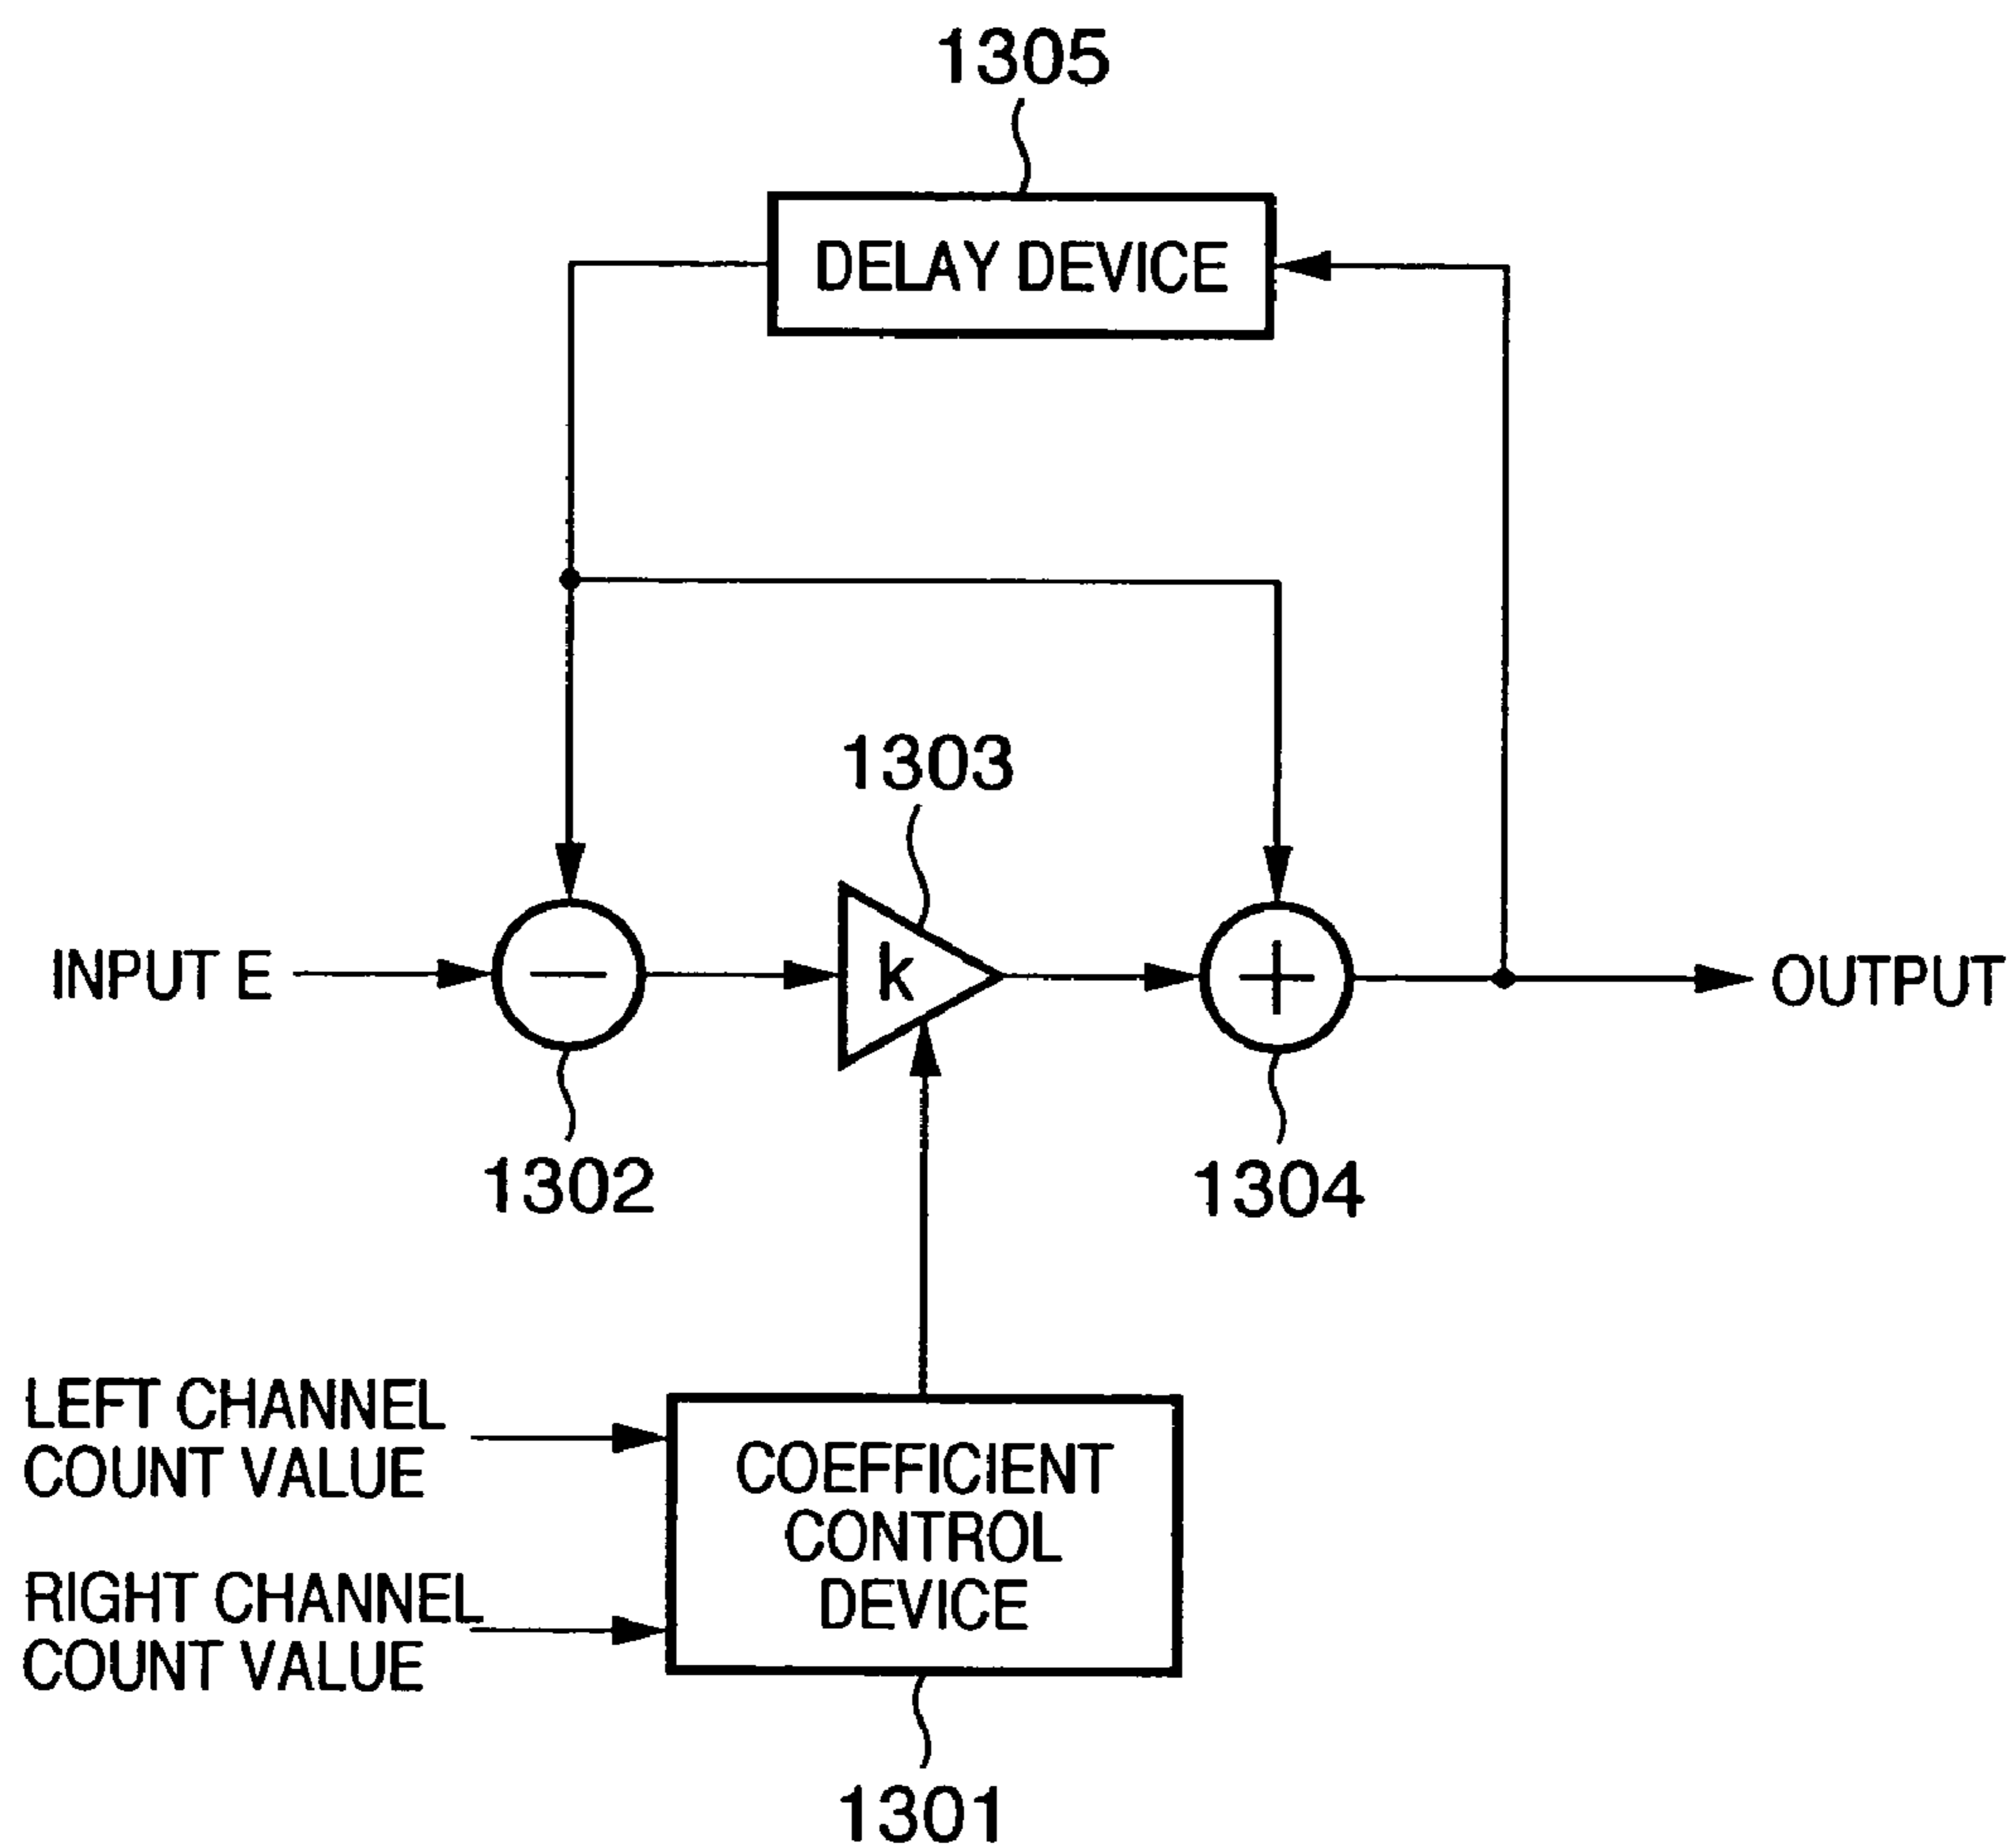 1305
DELAY DEVICE
1303
INPUT E
−
k
+
OUTPUT
1302
1304
LEFT CHANNEL
COUNT VALUE
COEFFICIENT
CONTROL
DEVICE
RIGHT CHANNEL
COUNT VALUE
1301